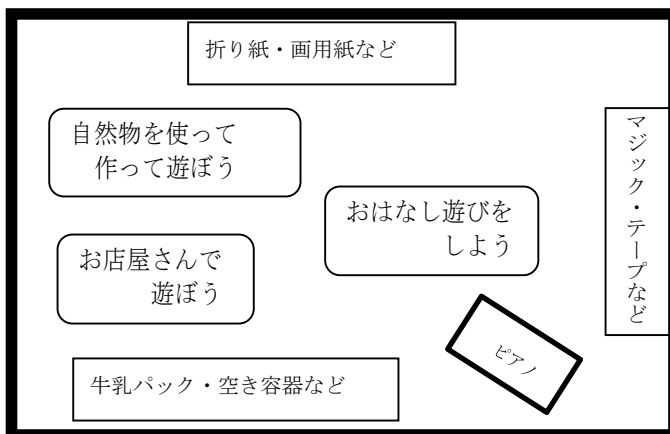 折り紙・画用紙など
自然物を使って
作って遊ぼう
マジック・テープなど
おはなし遊びを
しよう
お店屋さんで
遊ぼう
ピアノ
牛乳パック・空き容器など